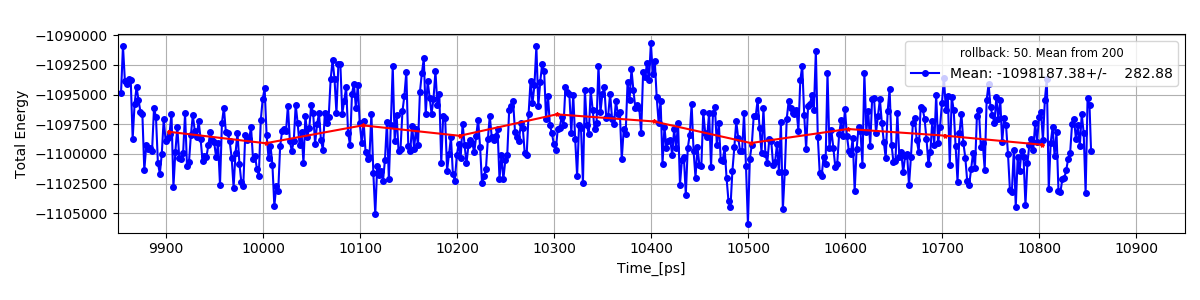 −1090000
−1092500
−1095000
−1097500
−1100000
−1102500
−1105000
Total Energy
rollback: 50. Mean from 200
Mean: -1098187.38+/- 282.88
9900 10000 10100 10200 10300 10400 10500 10600 10700 10800 10900
Time_[ps]